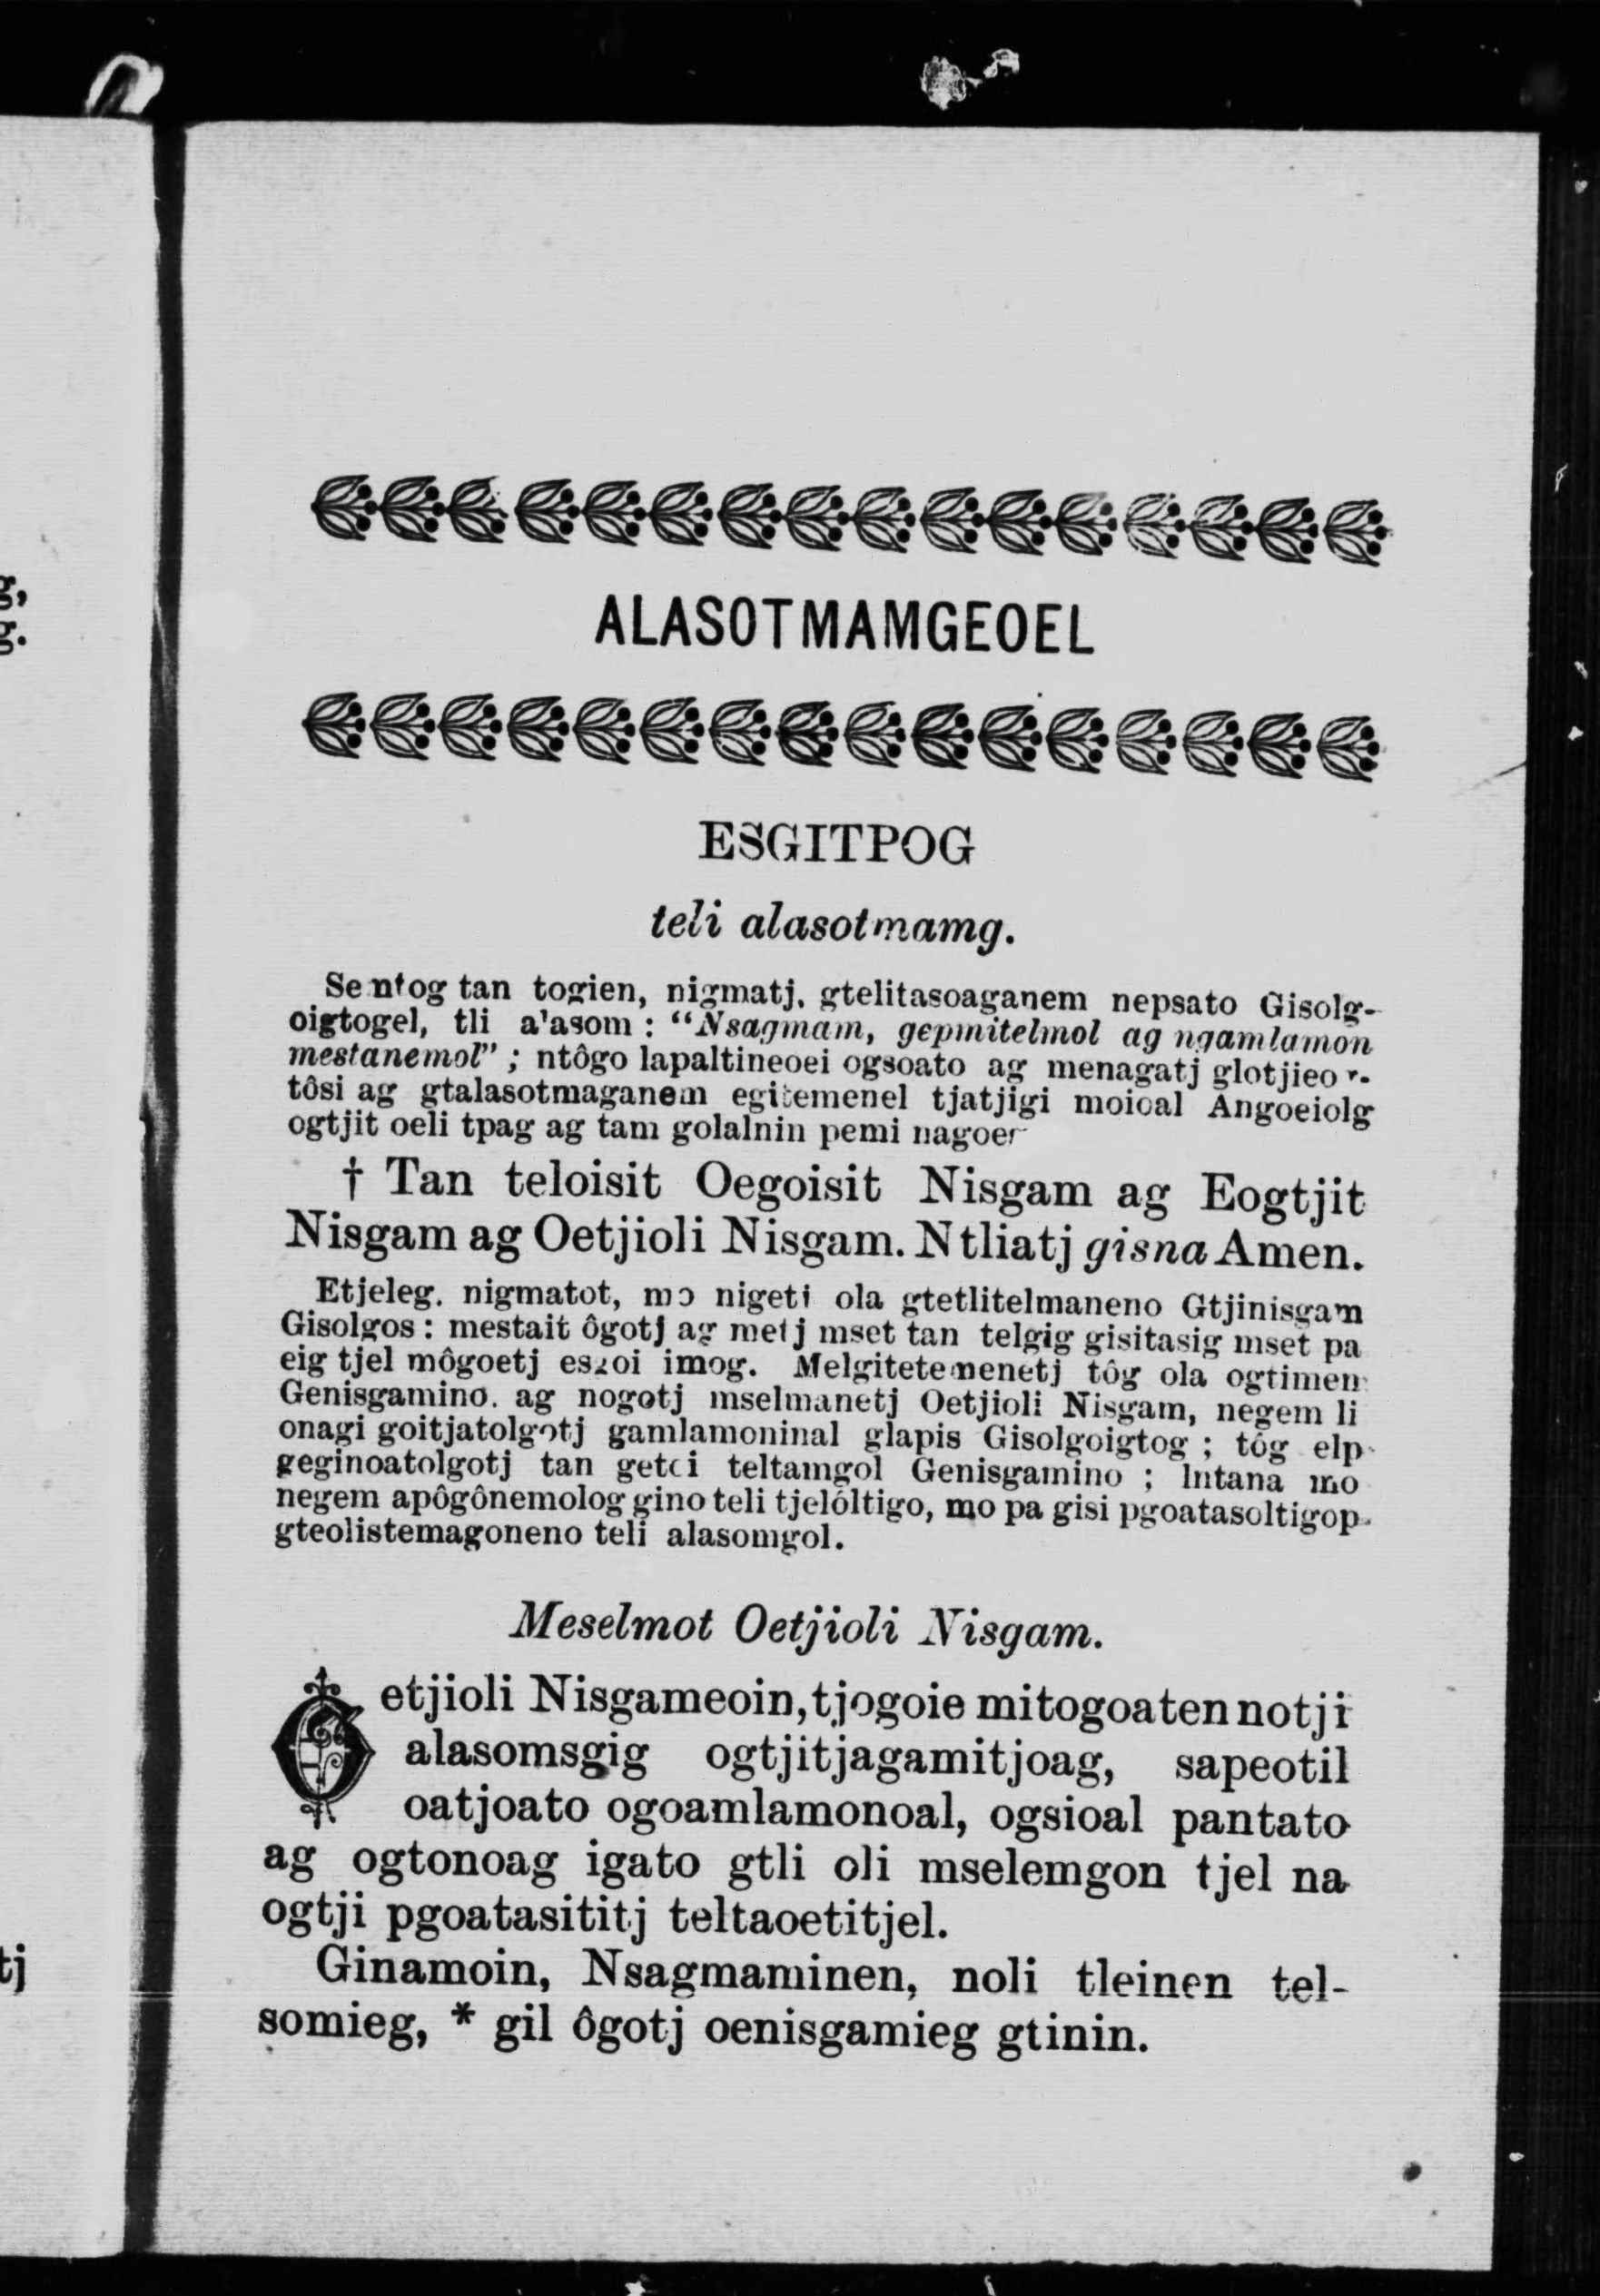 ALASOTMAMGEOEL
ESGITPOG
teli alasotmamg.
Sentog tan togien, nigmatj, gtelitasoaganem nepsato Gisolg-
oigtogel, tli a'asom : "Nsagmam, gepmitelmol ag ngamlamon
mestanemol" ; ntôgo lapaltineoei ogsoato ag menagatj
tôsi ag gtalasotmaganem egitemenel tjatjigi moioal Angoeiolg
ogtjit oeli tpag ag tam golalnin pemi
† Tan teloisit Oegoisit Nisgam ag Eogtjit
Nisgam ag Oetjioli Nisgam. Ntliatj gisna Amen.
Etjeleg, nigmatot, mo nigeti ola gtetlitelmaneno Gtjinisgam
Gisolgos : mestait ôgotj ag metj mset tan telgig gisitasig mset pa
eig tjel môgoetj esgoi imog. Melgitetemenetj tôg ola
Genisgamino. ag nogotj mselmanetj Oetjioli Nisgam, negem li
onagi goitjatolgotj gamlamoninal glapis Gisolgoigtog ; tôg elp
geginoatolgotj tan teltamgol Genisgamino ; Intana mo
negem apôgônemolog gino teli tjelôltigo, mo pa gisi pgoatasoltigop
gteolistemagoneno teli alasomgol.
Meselmot Oetjioli Nisgam.
Oetjioli Nisgameoin, tjogoie mitogoaten notji
alasomsgig ogtjitjagamitjoag, sapeotil
oatjoato ogoamlamonoal, ogsioal pantato
ag ogtonoag igato gtli oli mselemgon tjel na
ogtji pgoatasititj teltaoetitjel.
Ginamoin, Nsagmaminen, noli tleinen tel-
somieg, * gil ôgotj oenisgamieg gtinin.
g,
g.
tj